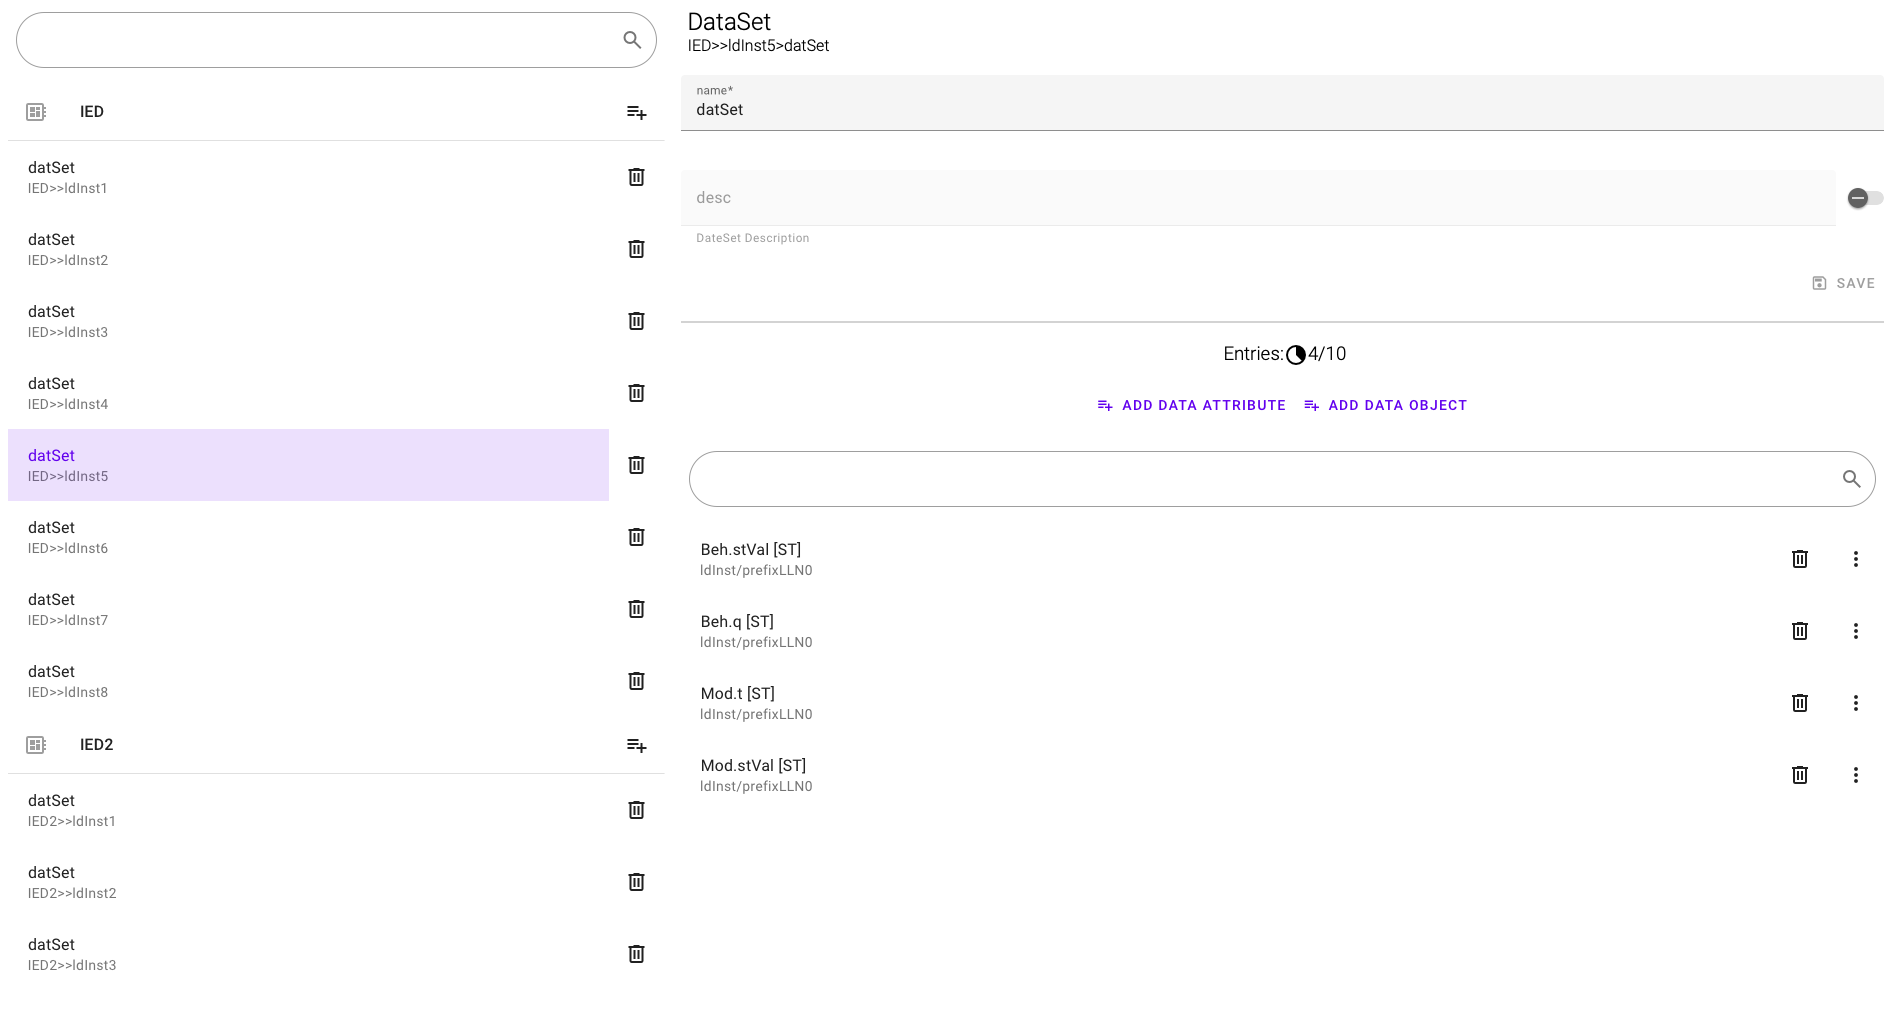 IED
datSet
IED>>ldInst1
datSet
IED>>ldInst2
datSet
IED>>ldInst3
datSet
IED>>ldInst4
datSet
IED>>ldInst5
datSet
IED>>ldInst6
datSet
IED>>ldInst7
datSet
IED>>ldInst8
IED2
datSet
IED2>>ldInst1
datSet
IED2>>ldInst2
datSet
IED2>>ldInst3
DataSet
IED>>ldInst5>datSet
name*
datSet
desc
DateSet Description
SAVE
Entries: 4/10
ADD DATA ATTRIBUTE ADD DATA OBJECT
Beh.stVal [ST]
ldInst/prefixLLN0
Beh.q [ST]
ldInst/prefixLLN0
Mod.t [ST]
ldInst/prefixLLN0
Mod.stVal [ST]
ldInst/prefixLLN0